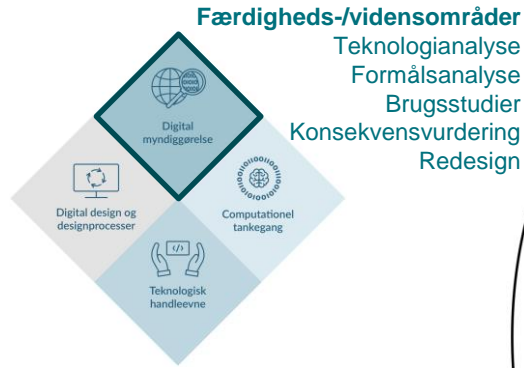 Færdigheds-/vidensområder
Teknologianalyse
Formålsanalyse
Brugsstudier
Konsekvensvurdering
Redesign
Digital
myndiggørelse
Digital design og
designprocesser
Computationel
tankegang
Teknologisk
handleevne